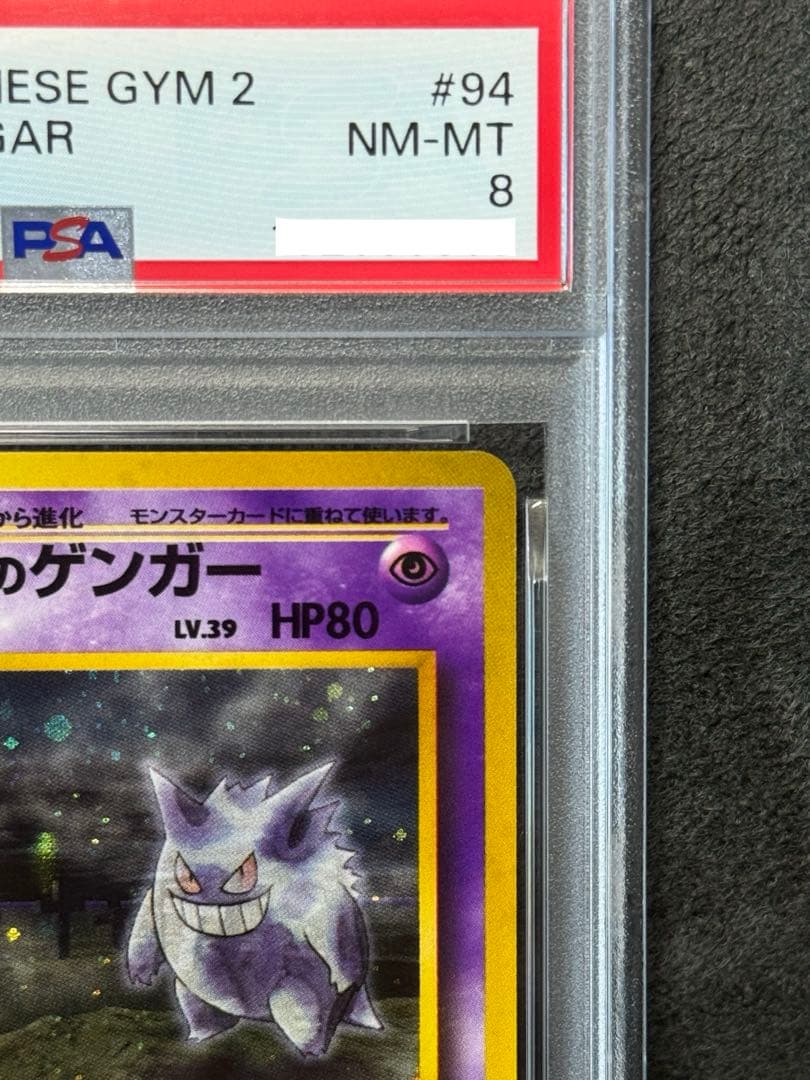 IESE GYM 2 #94
GAR NM-MT
8
PSA
から進化 モンスターカードに重ねて使います。
のゲンガー
LV.39 HP80